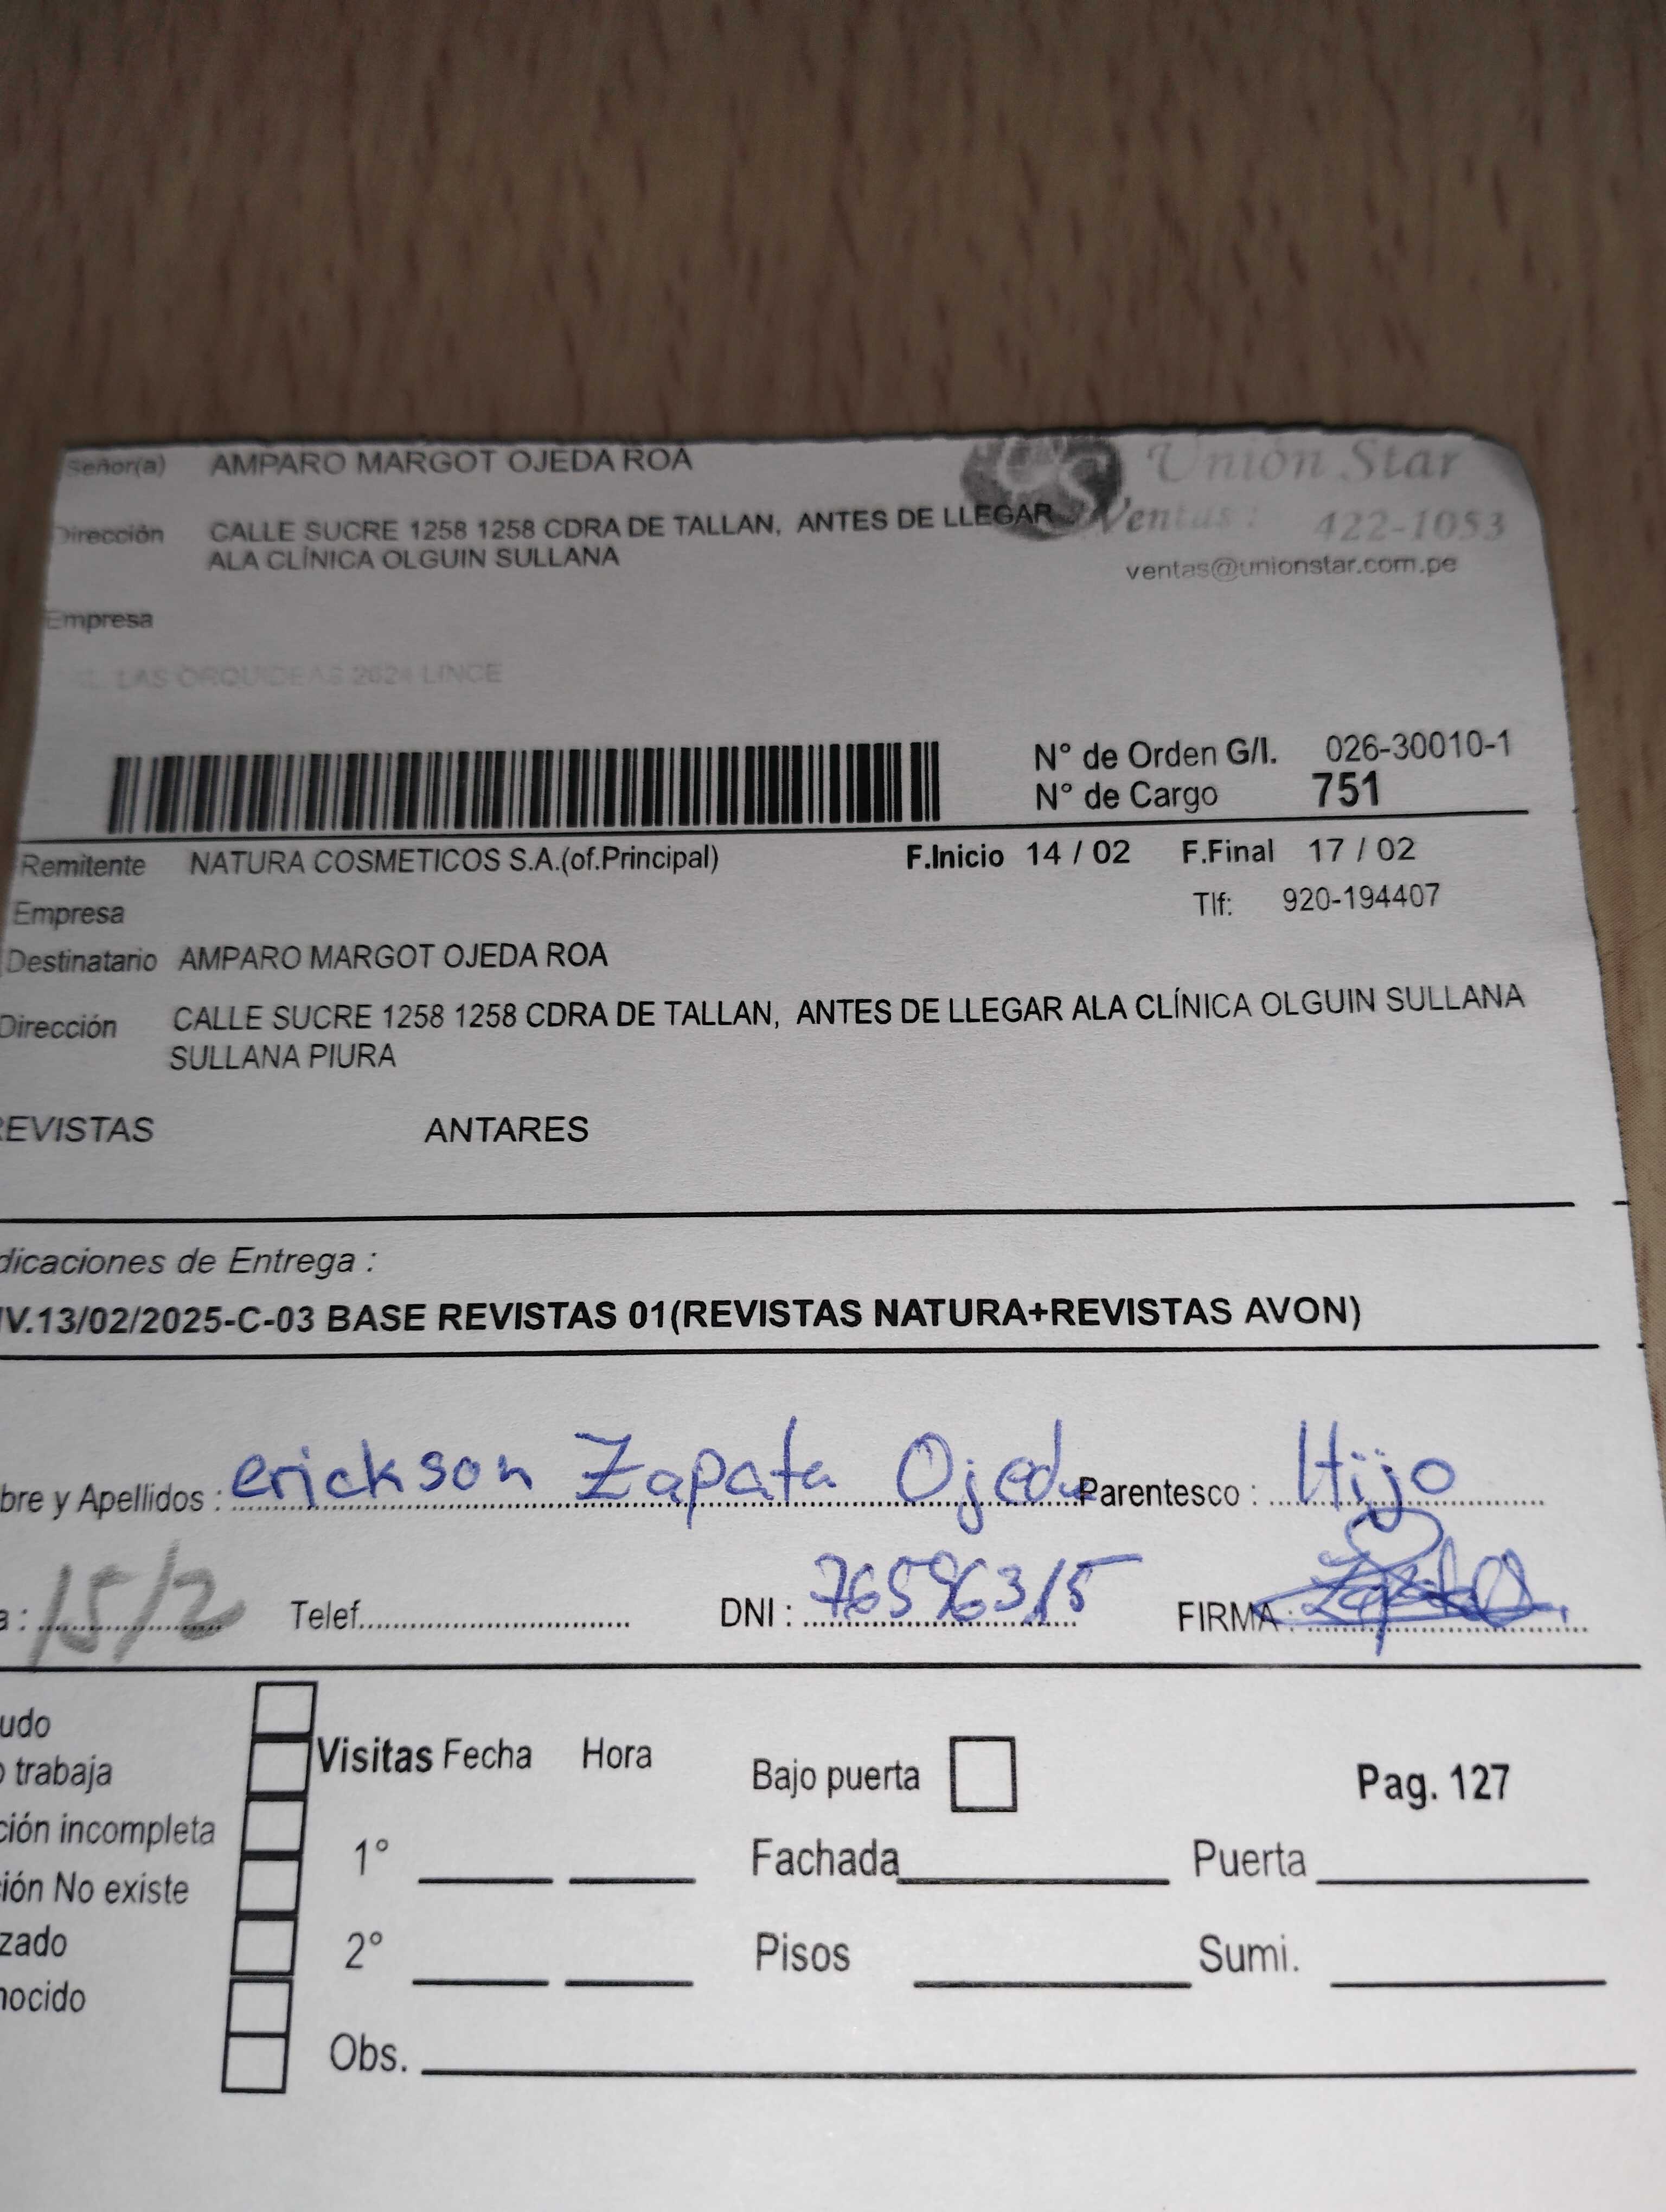 Señor(a) AMPARO MARGOT OJEDA ROA
Unión Star
Dirección CALLE SUCRE 1258 1258 CDRA DE TALLAN, ANTES DE LLEGAR
Ventas : 422-1053
ALA CLÍNICA OLGUIN SULLANA
ventas@unionstar.com.pe
Empresa
LAS ORQUIDEAS 2624 LINCE
N° de Orden G/I. 026-30010-1
N° de Cargo 751
Remitente NATURA COSMETICOS S.A.(of.Principal) F.Inicio 14 / 02 F.Final 17 / 02
Empresa Tlf: 920-194407
Destinatario AMPARO MARGOT OJEDA ROA
Dirección CALLE SUCRE 1258 1258 CDRA DE TALLAN, ANTES DE LLEGAR ALA CLÍNICA OLGUIN SULLANA
SULLANA PIURA
REVISTAS ANTARES
dicaciones de Entrega :
IV.13/02/2025-C-03 BASE REVISTAS 01(REVISTAS NATURA+REVISTAS AVON)
bre y Apellidos : erickson Zapata Ojeda Parentesco : Hijo
a : 15/2 Telef. DNI : FIRMA :
udo
o trabaja
Visitas Fecha Hora Bajo puerta Pag. 127
ción incompleta
1° Fachada Puerta
ión No existe
zado 2° Pisos Sumi.
nocido
Obs.